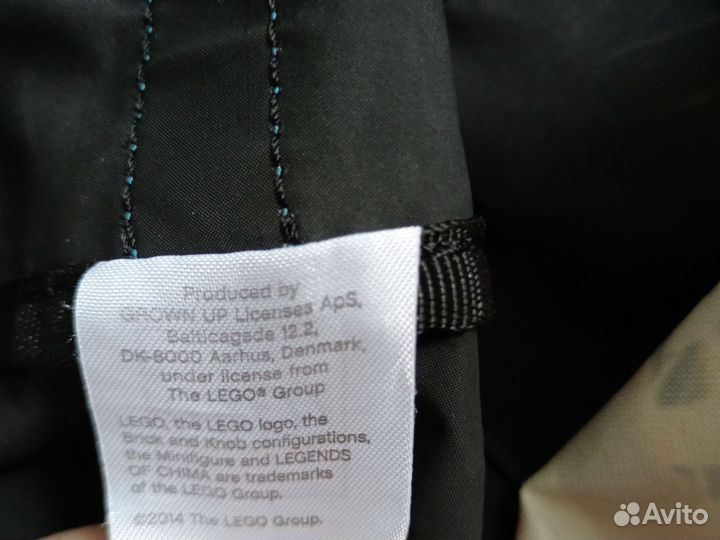 Produced by
GROWN UP Licenses ApS,
Balticagade 12.2,
DK-8000 Aarhus, Denmark,
under license from
The LEGO® Group
LEGO, the LEGO logo, the
Brick and Knob configurations,
the Minifigure and LEGENDS
OF CHIMA are trademarks
of the LEGO Group.
©2014 The LEGO Group.
Avito